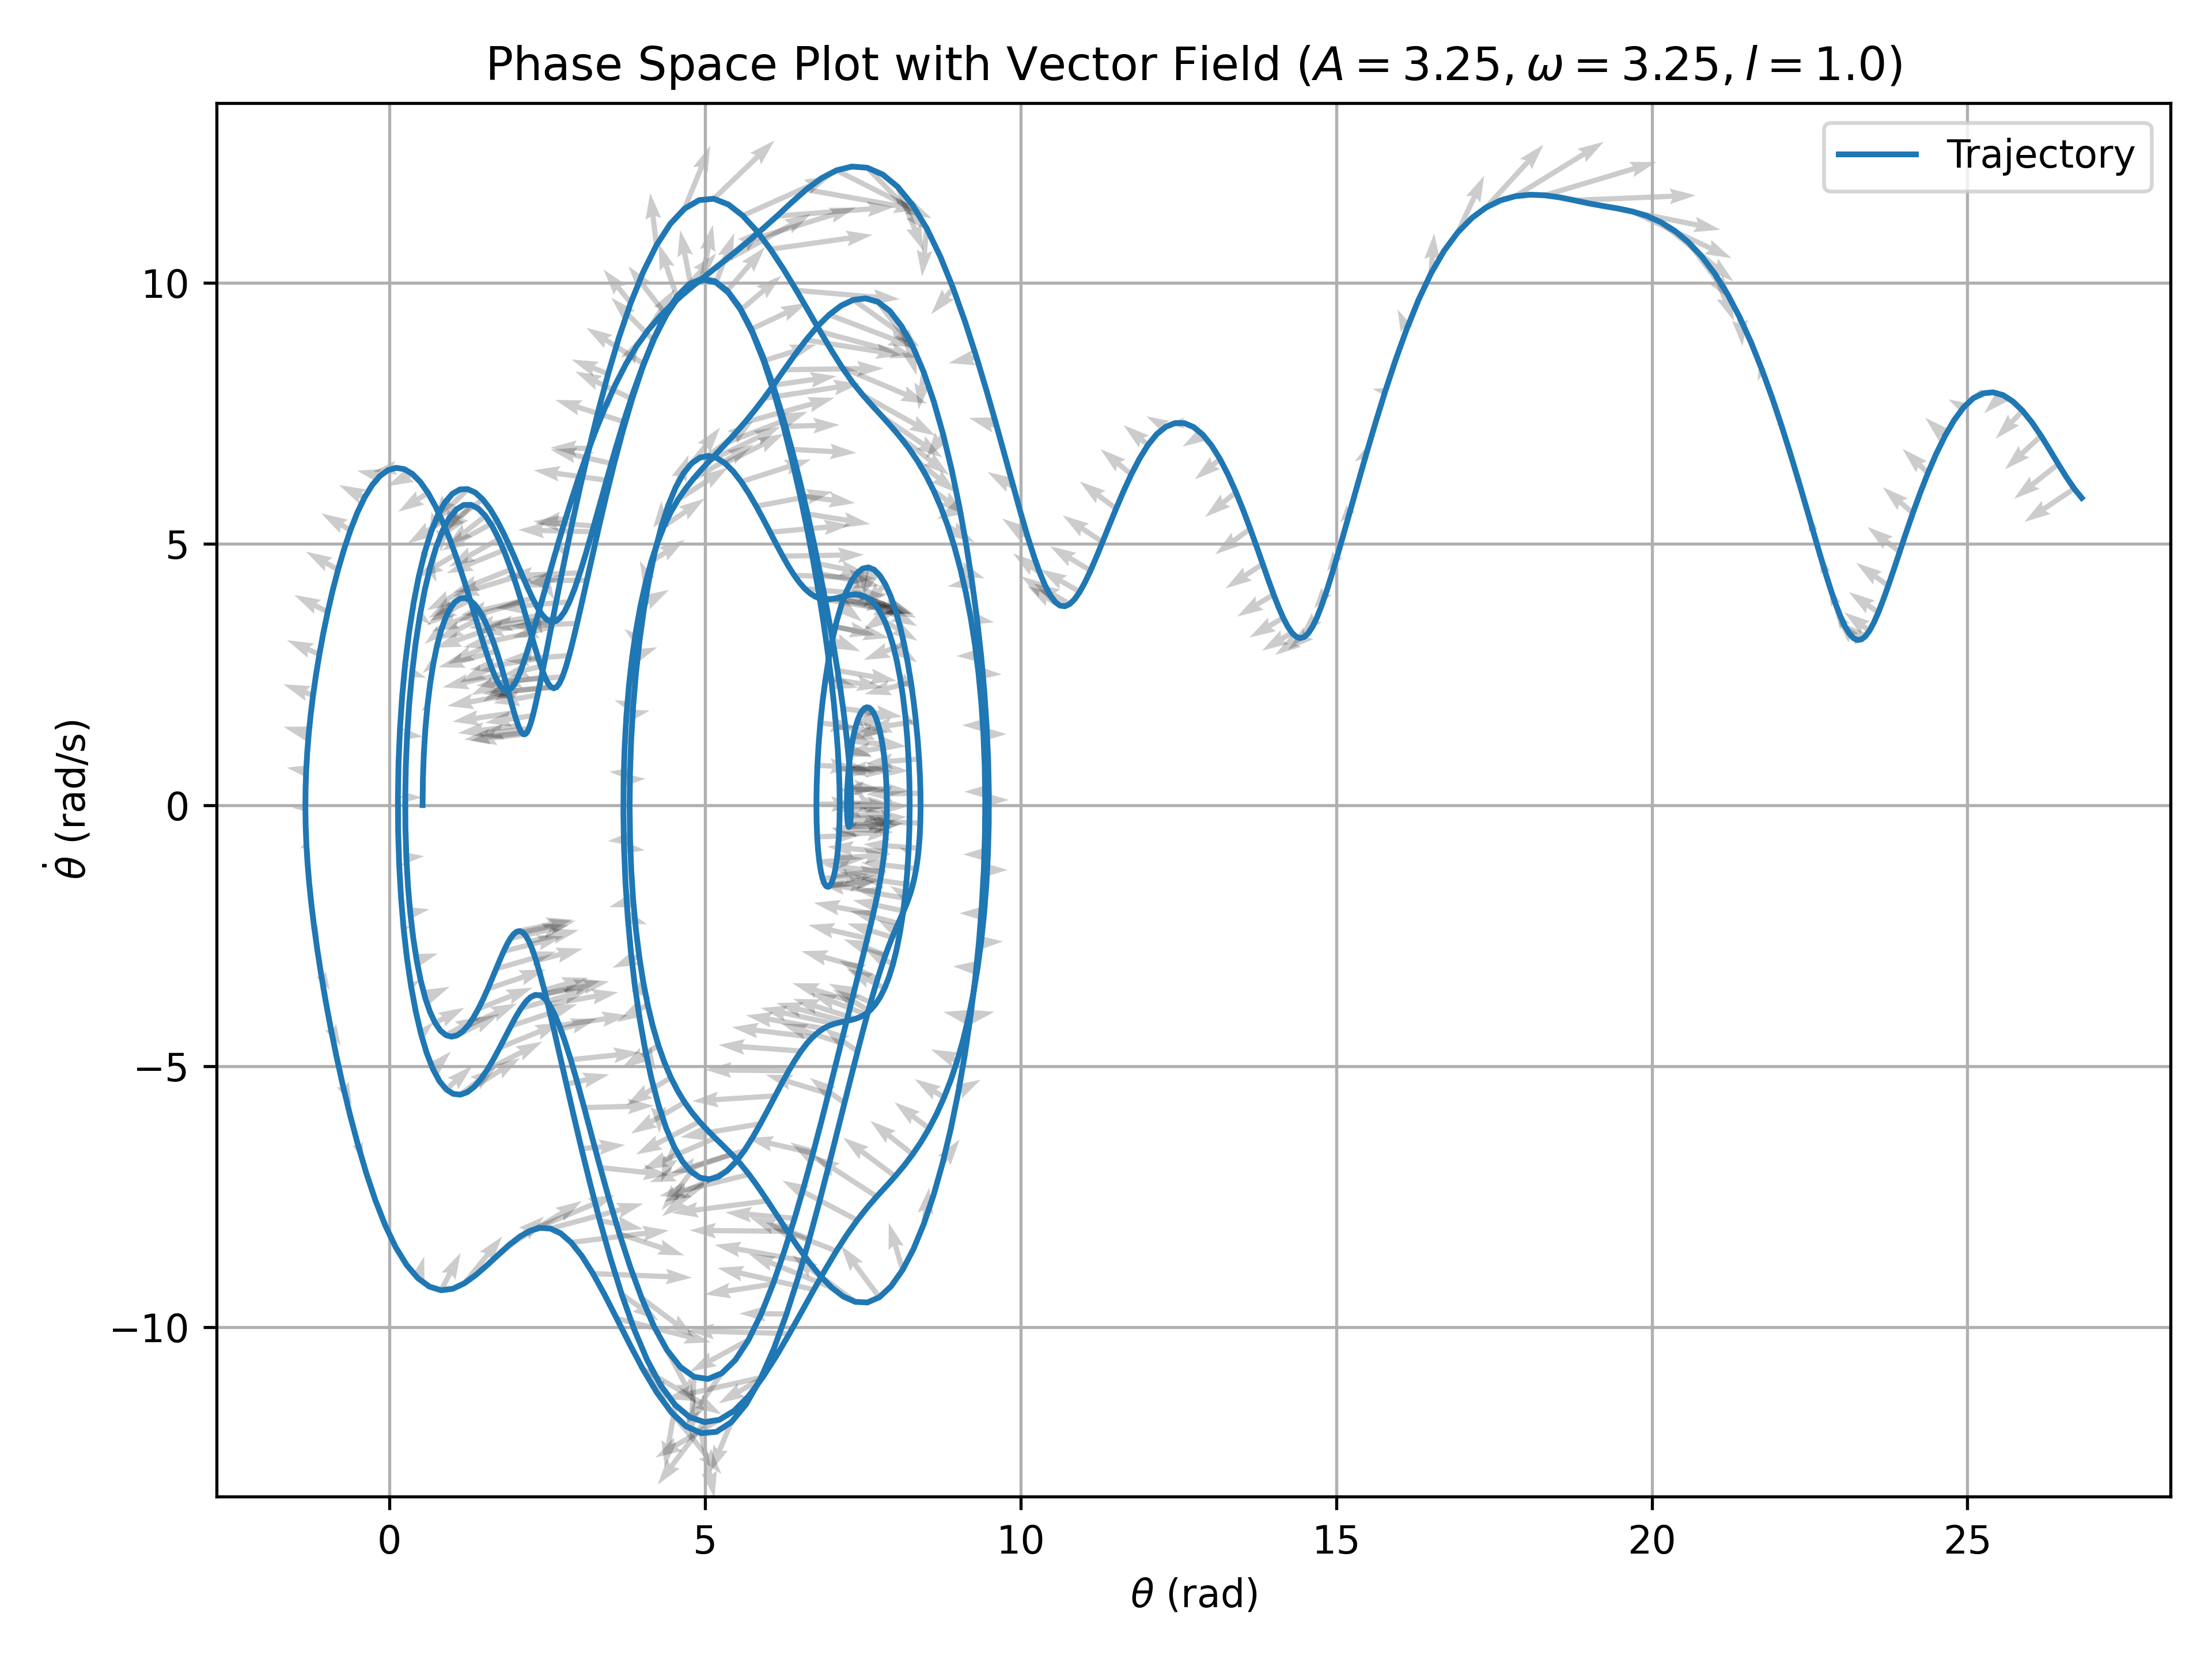 Phase Space Plot with Vector Field (A = 3.25, ω = 3.25, l = 1.0)
Trajectory
10
5
0
−5
−10
θ̇ (rad/s)
0 5 10 15 20 25
θ (rad)